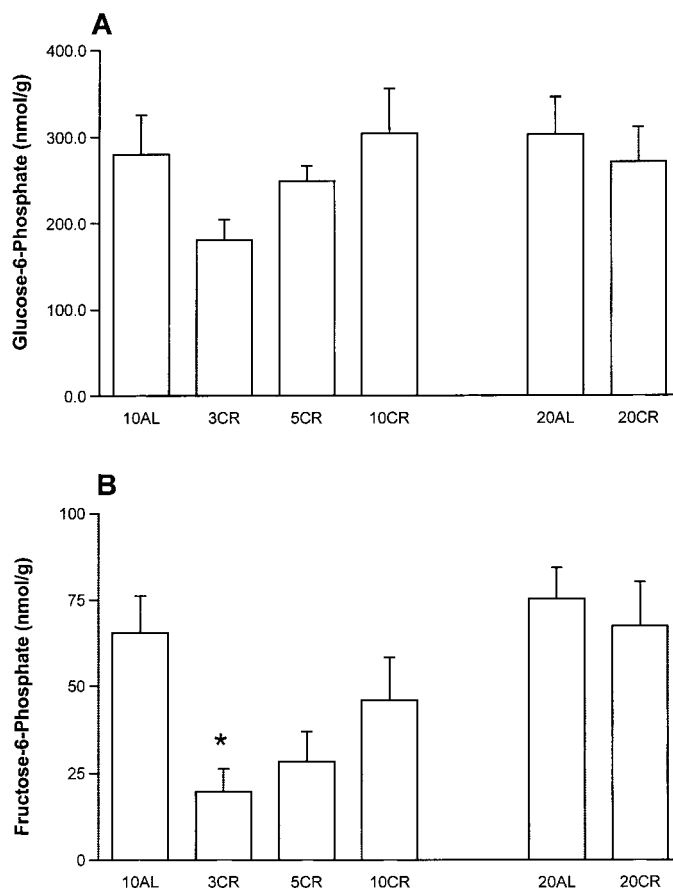 A
Glucose-6-Phosphate (nmol/g)
400.0
300.0
200.0
100.0
0.0
10AL 3CR 5CR 10CR 20AL 20CR
B
Fructose-6-Phosphate (nmol/g)
100
75
50
*
25
0
10AL 3CR 5CR 10CR 20AL 20CR